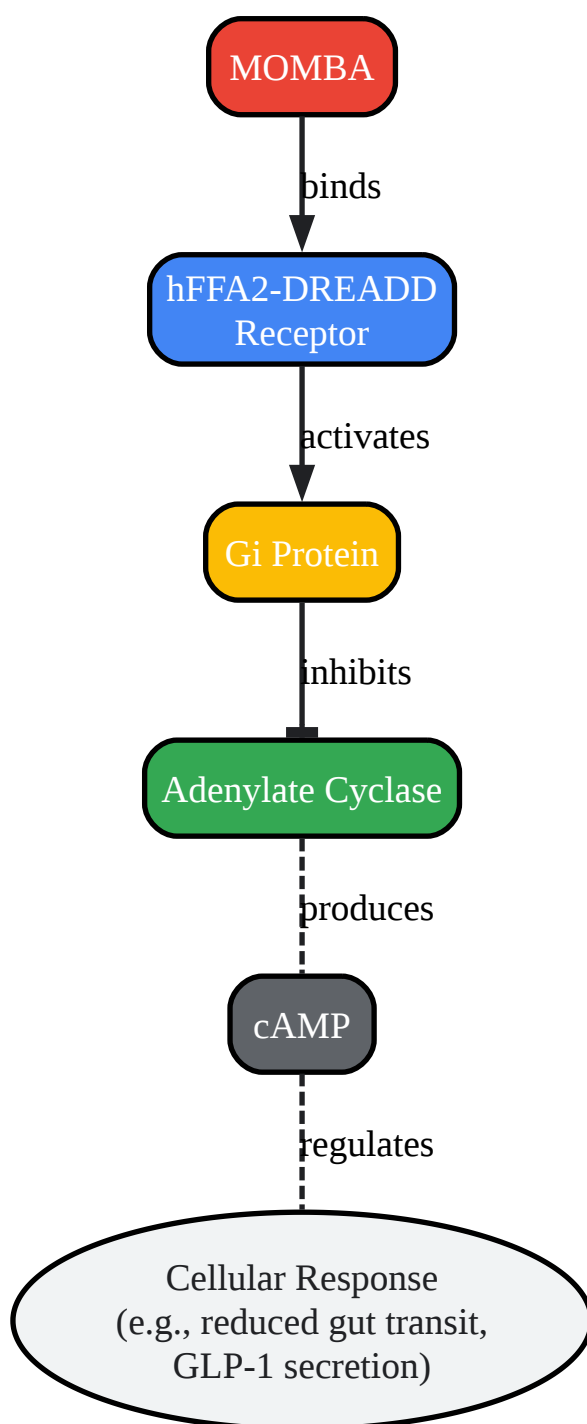 MOMBA
binds
hFFA2-DREADD
Receptor
activates
Gi Protein
inhibits
Adenylate Cyclase
produces
cAMP
regulates
Cellular Response
(e.g., reduced gut transit,
GLP-1 secretion)